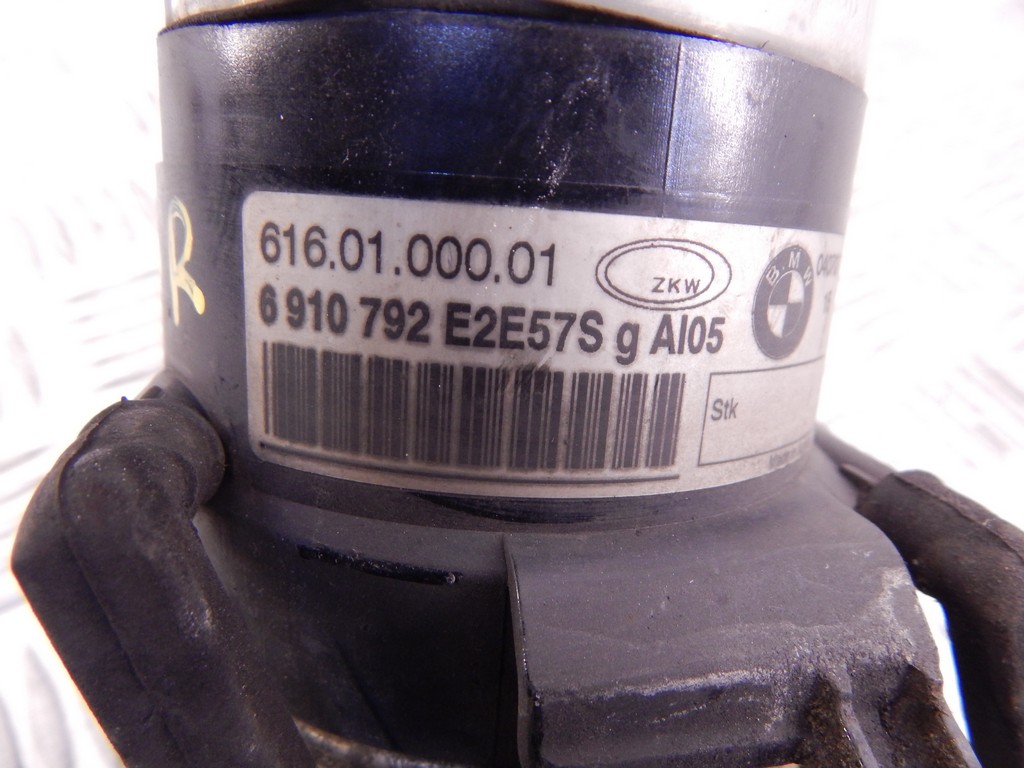 R
616.01.000.01
ZKW
BMW
6 910 792 E2E57S g AI05
Stk